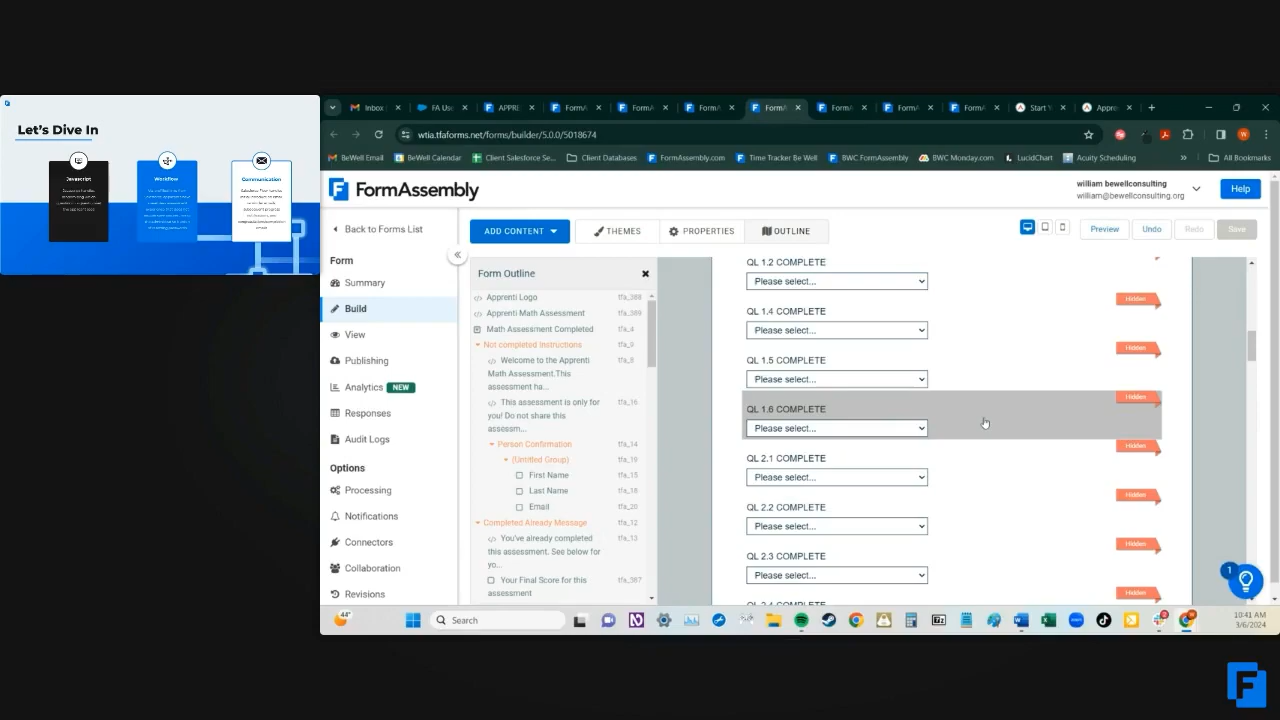 Let's Dive In
Javascript
Workflow
Communication
Inbox
FA Use
APPRE
Form
Form
Form
Form
Form
Form
Form
Start Y
Appre
wtia.tfaforms.net/forms/builder/5.0.0/5018674
BeWell Email
BeWell Calendar
Client Salesforce Se...
Client Databases
FormAssembly.com
Time Tracker Be Well
BWC FormAssembly
BWC Monday.com
LucidChart
Acuity Scheduling
All Bookmarks
FormAssembly
william bewellconsulting
william@bewellconsulting.org
Help
Back to Forms List
ADD CONTENT
THEMES
PROPERTIES
OUTLINE
Preview
Undo
Redo
Save
Form
Summary
Build
View
Publishing
Analytics NEW
Responses
Audit Logs
Options
Processing
Notifications
Connectors
Collaboration
Revisions
Form Outline
Apprenti Logo tfa_388
Apprenti Math Assessment tfa_389
Math Assessment Completed tfa_4
Not completed Instructions tfa_9
Welcome to the Apprenti tfa_8
Math Assessment.This
assessment ha...
This assessment is only for tfa_16
you! Do not share this
assessm...
Person Confirmation tfa_14
(Untitled Group) tfa_19
First Name tfa_15
Last Name tfa_18
Email tfa_20
Completed Already Message tfa_12
You've already completed tfa_13
this assessment. See below for
yo...
Your Final Score for this tfa_387
assessment
QL 1.2 COMPLETE
Please select...
Hidden
QL 1.4 COMPLETE
Please select...
Hidden
QL 1.5 COMPLETE
Please select...
Hidden
QL 1.6 COMPLETE
Please select...
Hidden
QL 2.1 COMPLETE
Please select...
Hidden
QL 2.2 COMPLETE
Please select...
Hidden
QL 2.3 COMPLETE
Please select...
Hidden
1
44°
Search
10:41 AM
3/6/2024